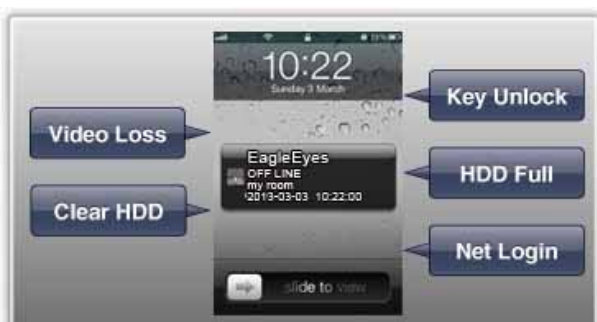 10:22
Sunday 3 March
Video Loss
Key Unlock
EagleEyes
OFF LINE
my room
2013-03-03 10:22:00
HDD Full
Clear HDD
Net Login
slide to view